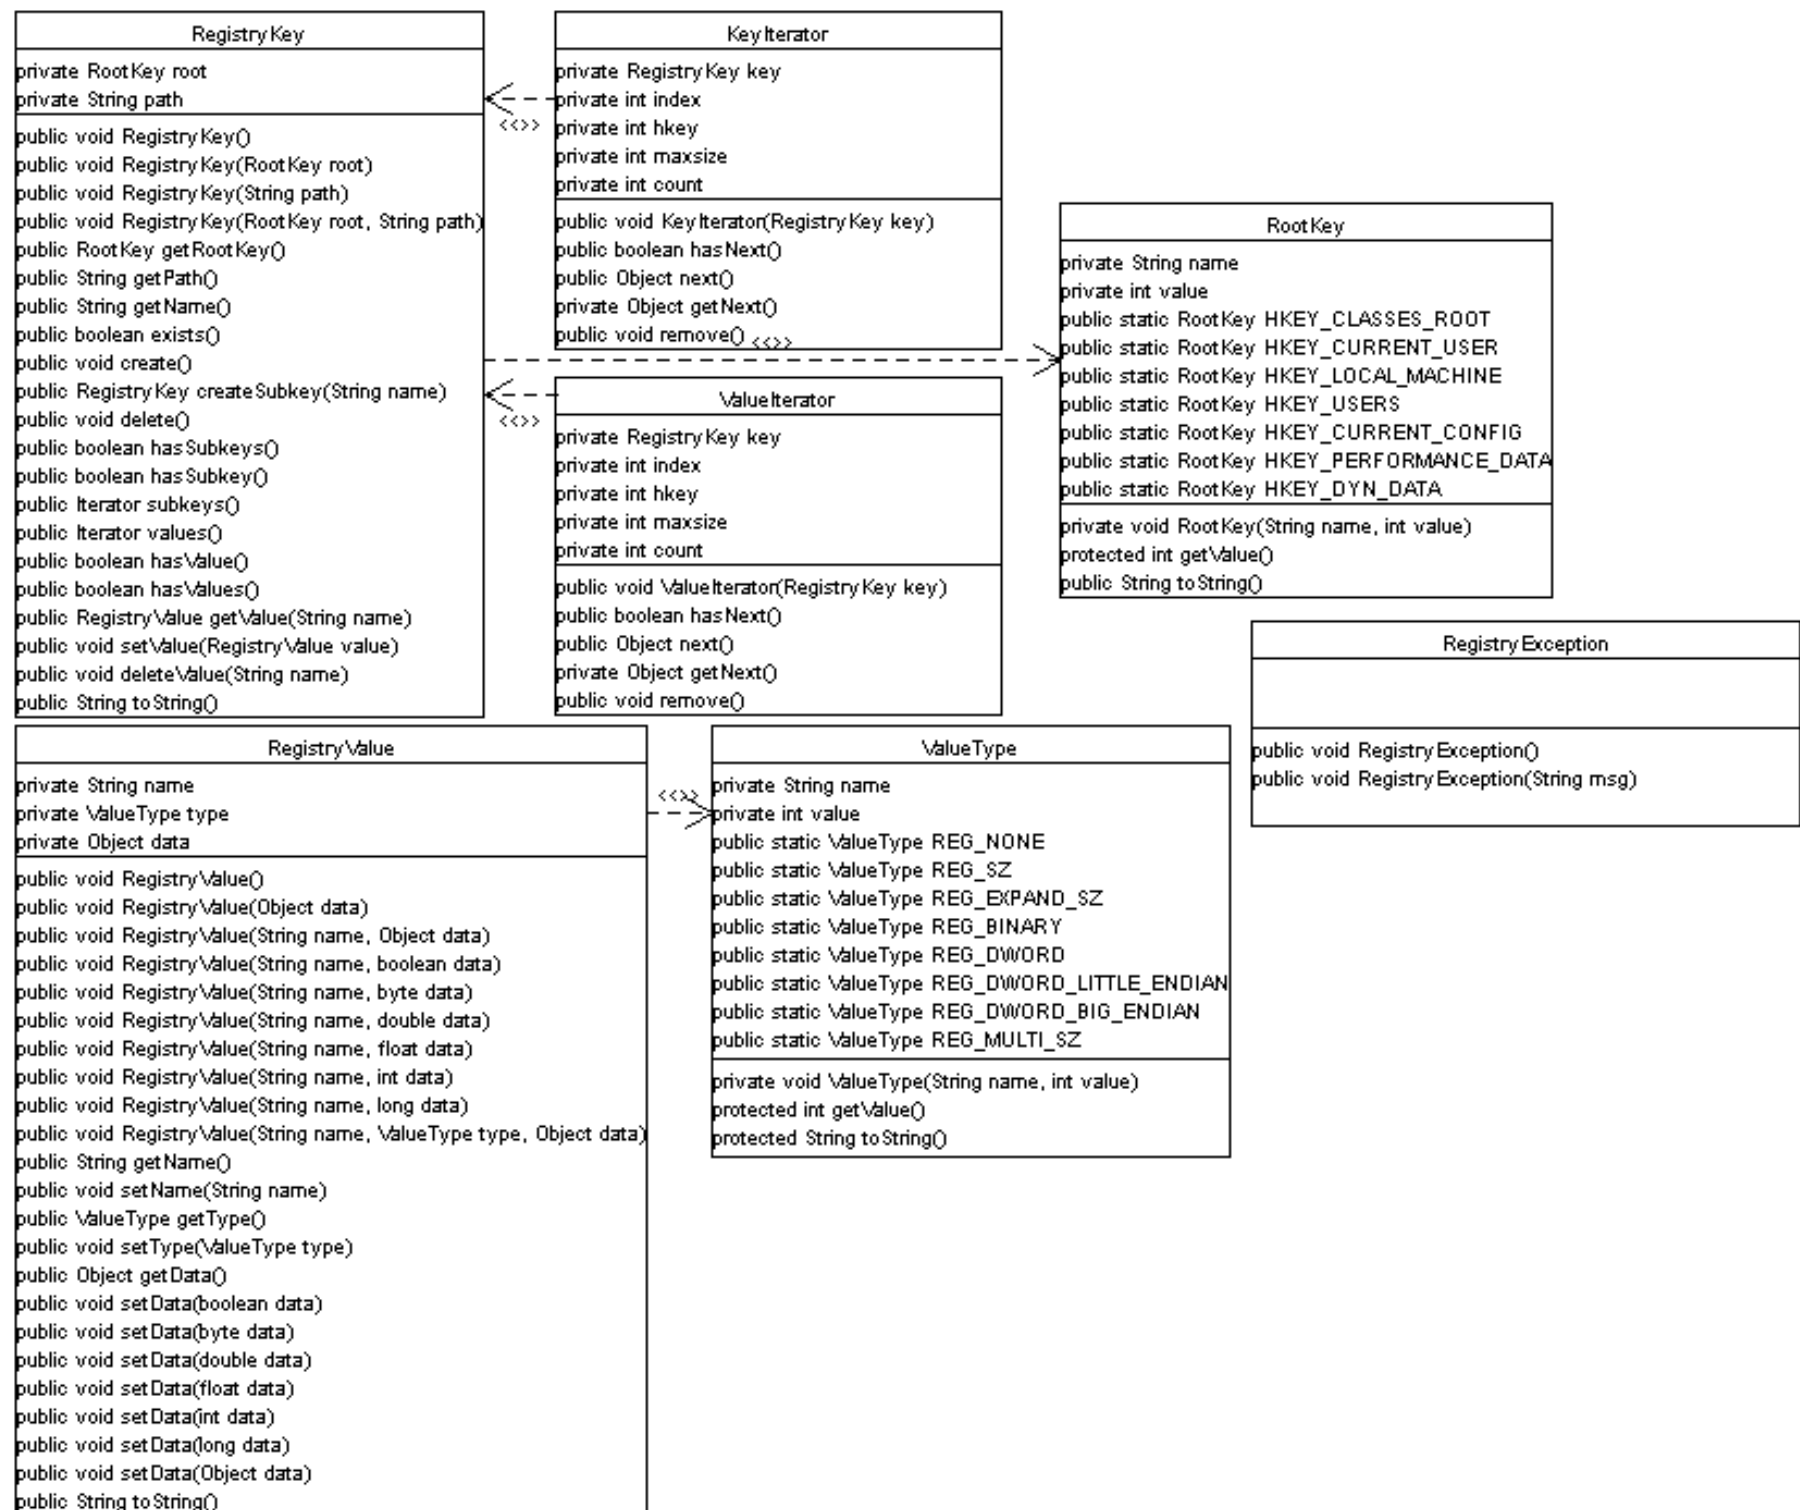 RegistryKey
private RootKey root
private String path
public void RegistryKey()
public void RegistryKey(RootKey root)
public void RegistryKey(String path)
public void RegistryKey(RootKey root, String path)
public RootKey getRootKey()
public String getPath()
public String getName()
public boolean exists()
public void create()
public RegistryKey createSubkey(String name)
public void delete()
public boolean hasSubkeys()
public boolean hasSubkey()
public Iterator subkeys()
public Iterator values()
public boolean hasValue()
public boolean hasValues()
public RegistryValue getValue(String name)
public void setValue(RegistryValue value)
public void deleteValue(String name)
public String toString()
<<>>
<<>>
KeyIterator
private RegistryKey key
private int index
private int hkey
private int maxsize
private int count
public void KeyIterator(RegistryKey key)
public boolean hasNext()
public Object next()
private Object getNext()
public void remove()
<<>>
ValueIterator
private RegistryKey key
private int index
private int hkey
private int maxsize
private int count
public void ValueIterator(RegistryKey key)
public boolean hasNext()
public Object next()
private Object getNext()
public void remove()
RootKey
private String name
private int value
public static RootKey HKEY_CLASSES_ROOT
public static RootKey HKEY_CURRENT_USER
public static RootKey HKEY_LOCAL_MACHINE
public static RootKey HKEY_USERS
public static RootKey HKEY_CURRENT_CONFIG
public static RootKey HKEY_PERFORMANCE_DATA
public static RootKey HKEY_DYN_DATA
private void RootKey(String name, int value)
protected int getValue()
public String toString()
RegistryException
public void RegistryException()
public void RegistryException(String msg)
RegistryValue
private String name
private ValueType type
private Object data
public void RegistryValue()
public void RegistryValue(Object data)
public void RegistryValue(String name, Object data)
public void RegistryValue(String name, boolean data)
public void RegistryValue(String name, byte data)
public void RegistryValue(String name, double data)
public void RegistryValue(String name, float data)
public void RegistryValue(String name, int data)
public void RegistryValue(String name, long data)
public void RegistryValue(String name, ValueType type, Object data)
public String getName()
public void setName(String name)
public ValueType getType()
public void setType(ValueType type)
public Object getData()
public void setData(boolean data)
public void setData(byte data)
public void setData(double data)
public void setData(float data)
public void setData(int data)
public void setData(long data)
public void setData(Object data)
public String toString()
<<>>
ValueType
private String name
private int value
public static ValueType REG_NONE
public static ValueType REG_SZ
public static ValueType REG_EXPAND_SZ
public static ValueType REG_BINARY
public static ValueType REG_DWORD
public static ValueType REG_DWORD_LITTLE_ENDIAN
public static ValueType REG_DWORD_BIG_ENDIAN
public static ValueType REG_MULTI_SZ
private void ValueType(String name, int value)
protected int getValue()
protected String toString()